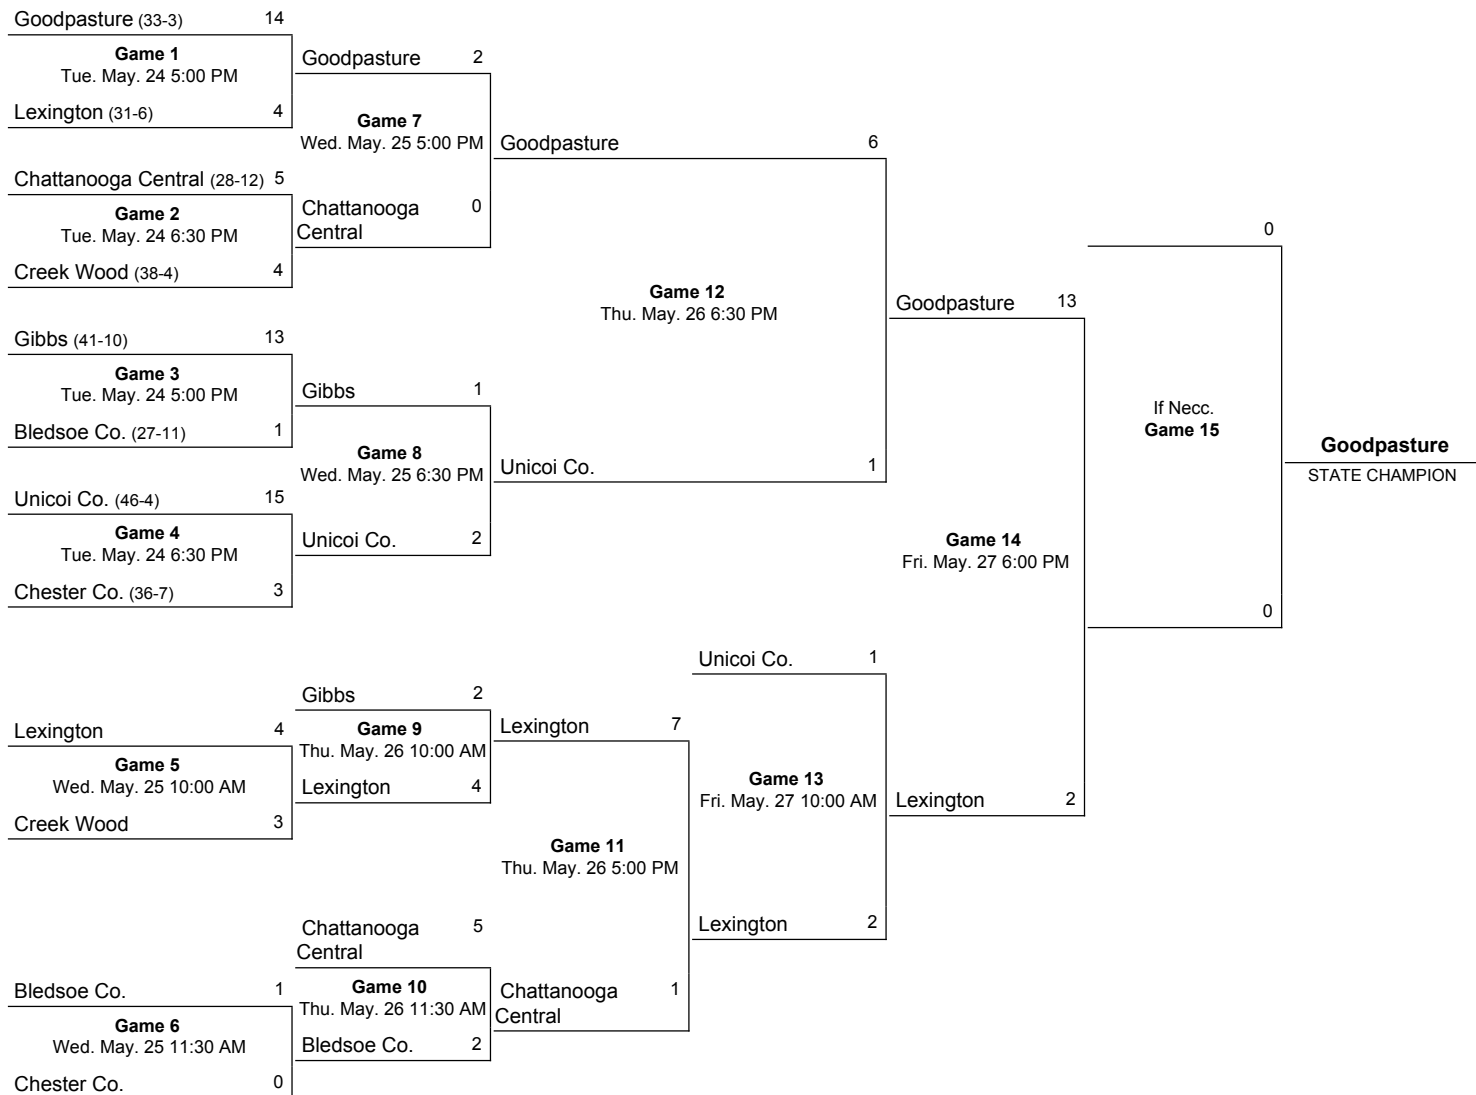 Goodpasture (33-3) 14
Game 1
Tue. May. 24 5:00 PM
Lexington (31-6) 4
Chattanooga Central (28-12) 5
Game 2
Tue. May. 24 6:30 PM
Creek Wood (38-4) 4
Gibbs (41-10) 13
Game 3
Tue. May. 24 5:00 PM
Bledsoe Co. (27-11) 1
Unicoi Co. (46-4) 15
Game 4
Tue. May. 24 6:30 PM
Chester Co. (36-7) 3
Lexington 4
Game 5
Wed. May. 25 10:00 AM
Creek Wood 3
Bledsoe Co. 1
Game 6
Wed. May. 25 11:30 AM
Chester Co. 0
Goodpasture 2
Game 7
Wed. May. 25 5:00 PM
Chattanooga 0
Central
Gibbs 1
Game 8
Wed. May. 25 6:30 PM
Unicoi Co. 2
Gibbs 2
Game 9
Thu. May. 26 10:00 AM
Lexington 4
Chattanooga 5
Central
Game 10
Thu. May. 26 11:30 AM
Bledsoe Co. 2
Goodpasture 6
Game 12
Thu. May. 26 6:30 PM
Unicoi Co. 1
Lexington 7
Game 11
Thu. May. 26 5:00 PM
Chattanooga 1
Central
Unicoi Co. 1
Game 13
Fri. May. 27 10:00 AM
Lexington 2
Goodpasture 13
Game 14
Fri. May. 27 6:00 PM
Lexington 2
0
If Necc.
Game 15
0
Goodpasture
STATE CHAMPION